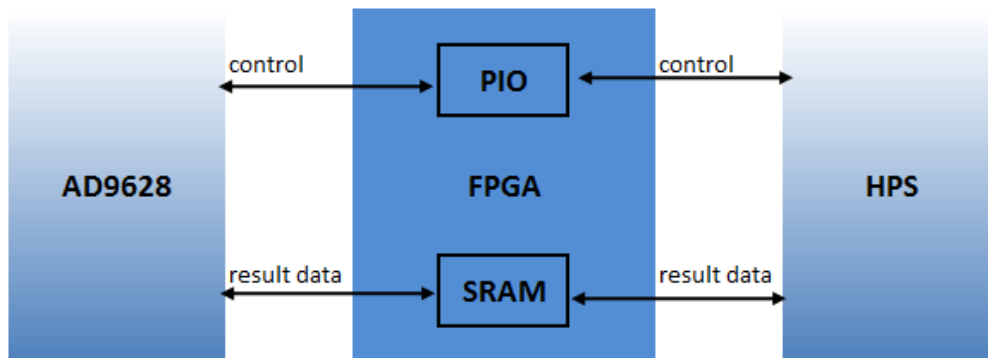 control
PIO
control
AD9628
FPGA
HPS
result data
SRAM
result data